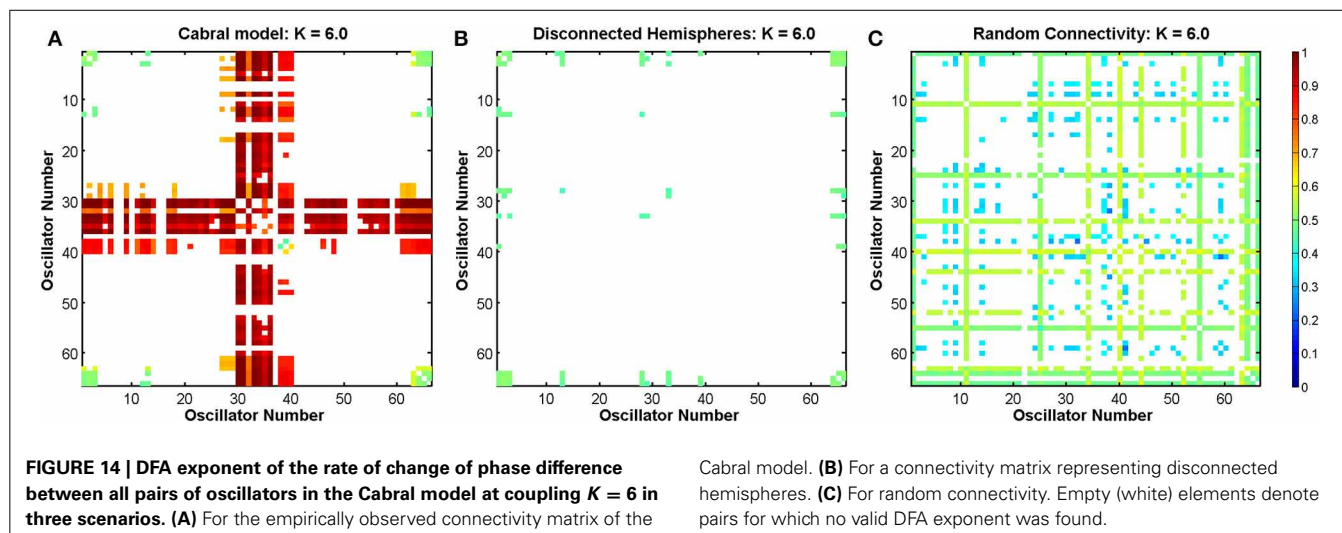 A
Cabral model: K = 6.0
10
20
30
40
50
60
Oscillator Number
10
20
30
40
50
60
Oscillator Number
B
Disconnected Hemispheres: K = 6.0
10
20
30
40
50
60
Oscillator Number
10
20
30
40
50
60
Oscillator Number
C
Random Connectivity: K = 6.0
10
20
30
40
50
60
Oscillator Number
10
20
30
40
50
60
Oscillator Number
1
0.9
0.8
0.7
0.6
0.5
0.4
0.3
0.2
0.1
0
FIGURE 14 | DFA exponent of the rate of change of phase difference
between all pairs of oscillators in the Cabral model at coupling K = 6 in
three scenarios. (A) For the empirically observed connectivity matrix of the
Cabral model. (B) For a connectivity matrix representing disconnected
hemispheres. (C) For random connectivity. Empty (white) elements denote
pairs for which no valid DFA exponent was found.